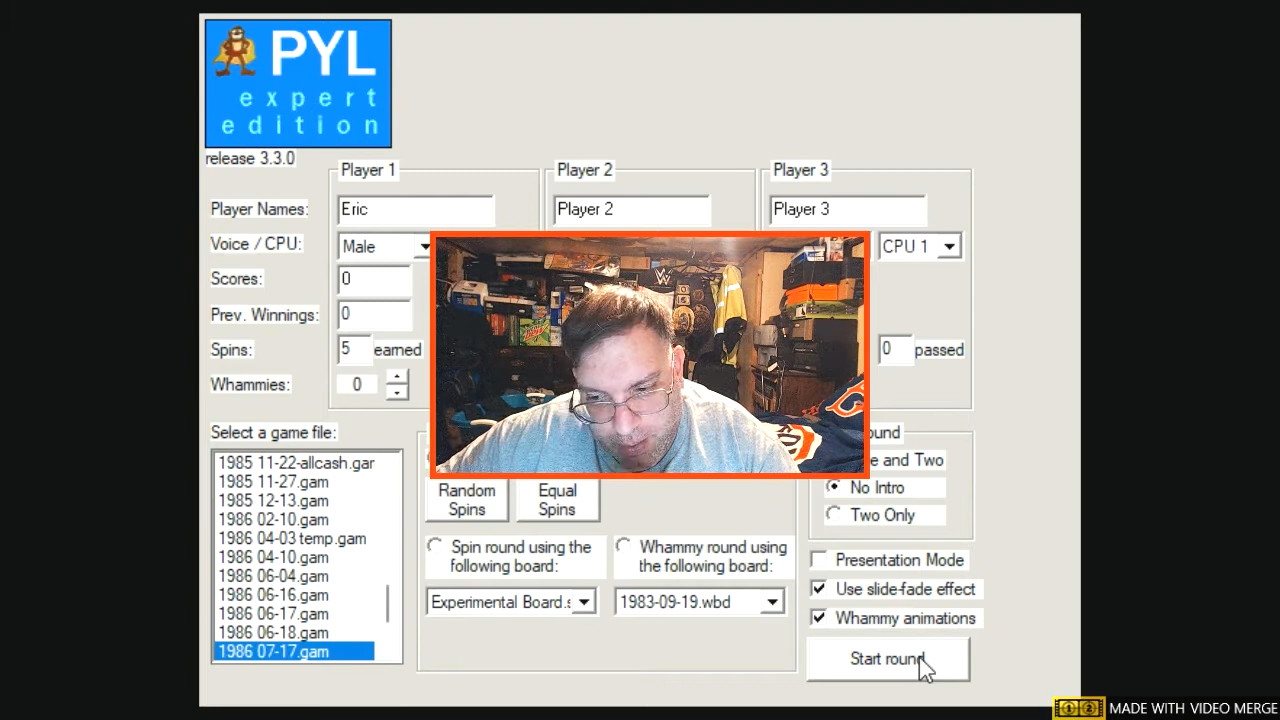 PYL
expert
edition
release 3.3.0
Player 1
Player 2
Player 3
Player Names:
Eric
Player 2
Player 3
Voice / CPU:
Male
CPU 1
Scores:
0
Prev. Winnings:
0
Spins:
5 earned
0 passed
Whammies:
0
Select a game file:
1985 11-22-allcash.gar
1985 11-27.gam
1985 12-13.gam
1986 02-10.gam
1986 04-03 temp.gam
1986 04-10.gam
1986 06-04.gam
1986 06-16.gam
1986 06-17.gam
1986 06-18.gam
1986 07-17.gam
Random
Spins
Equal
Spins
Spin round using the
following board:
Whammy round using
the following board:
Experimental Board.s
1983-09-19.wbd
and Two
No Intro
Two Only
Presentation Mode
Use slide-fade effect
Whammy animations
Start round
MADE WITH VIDEO MERGE